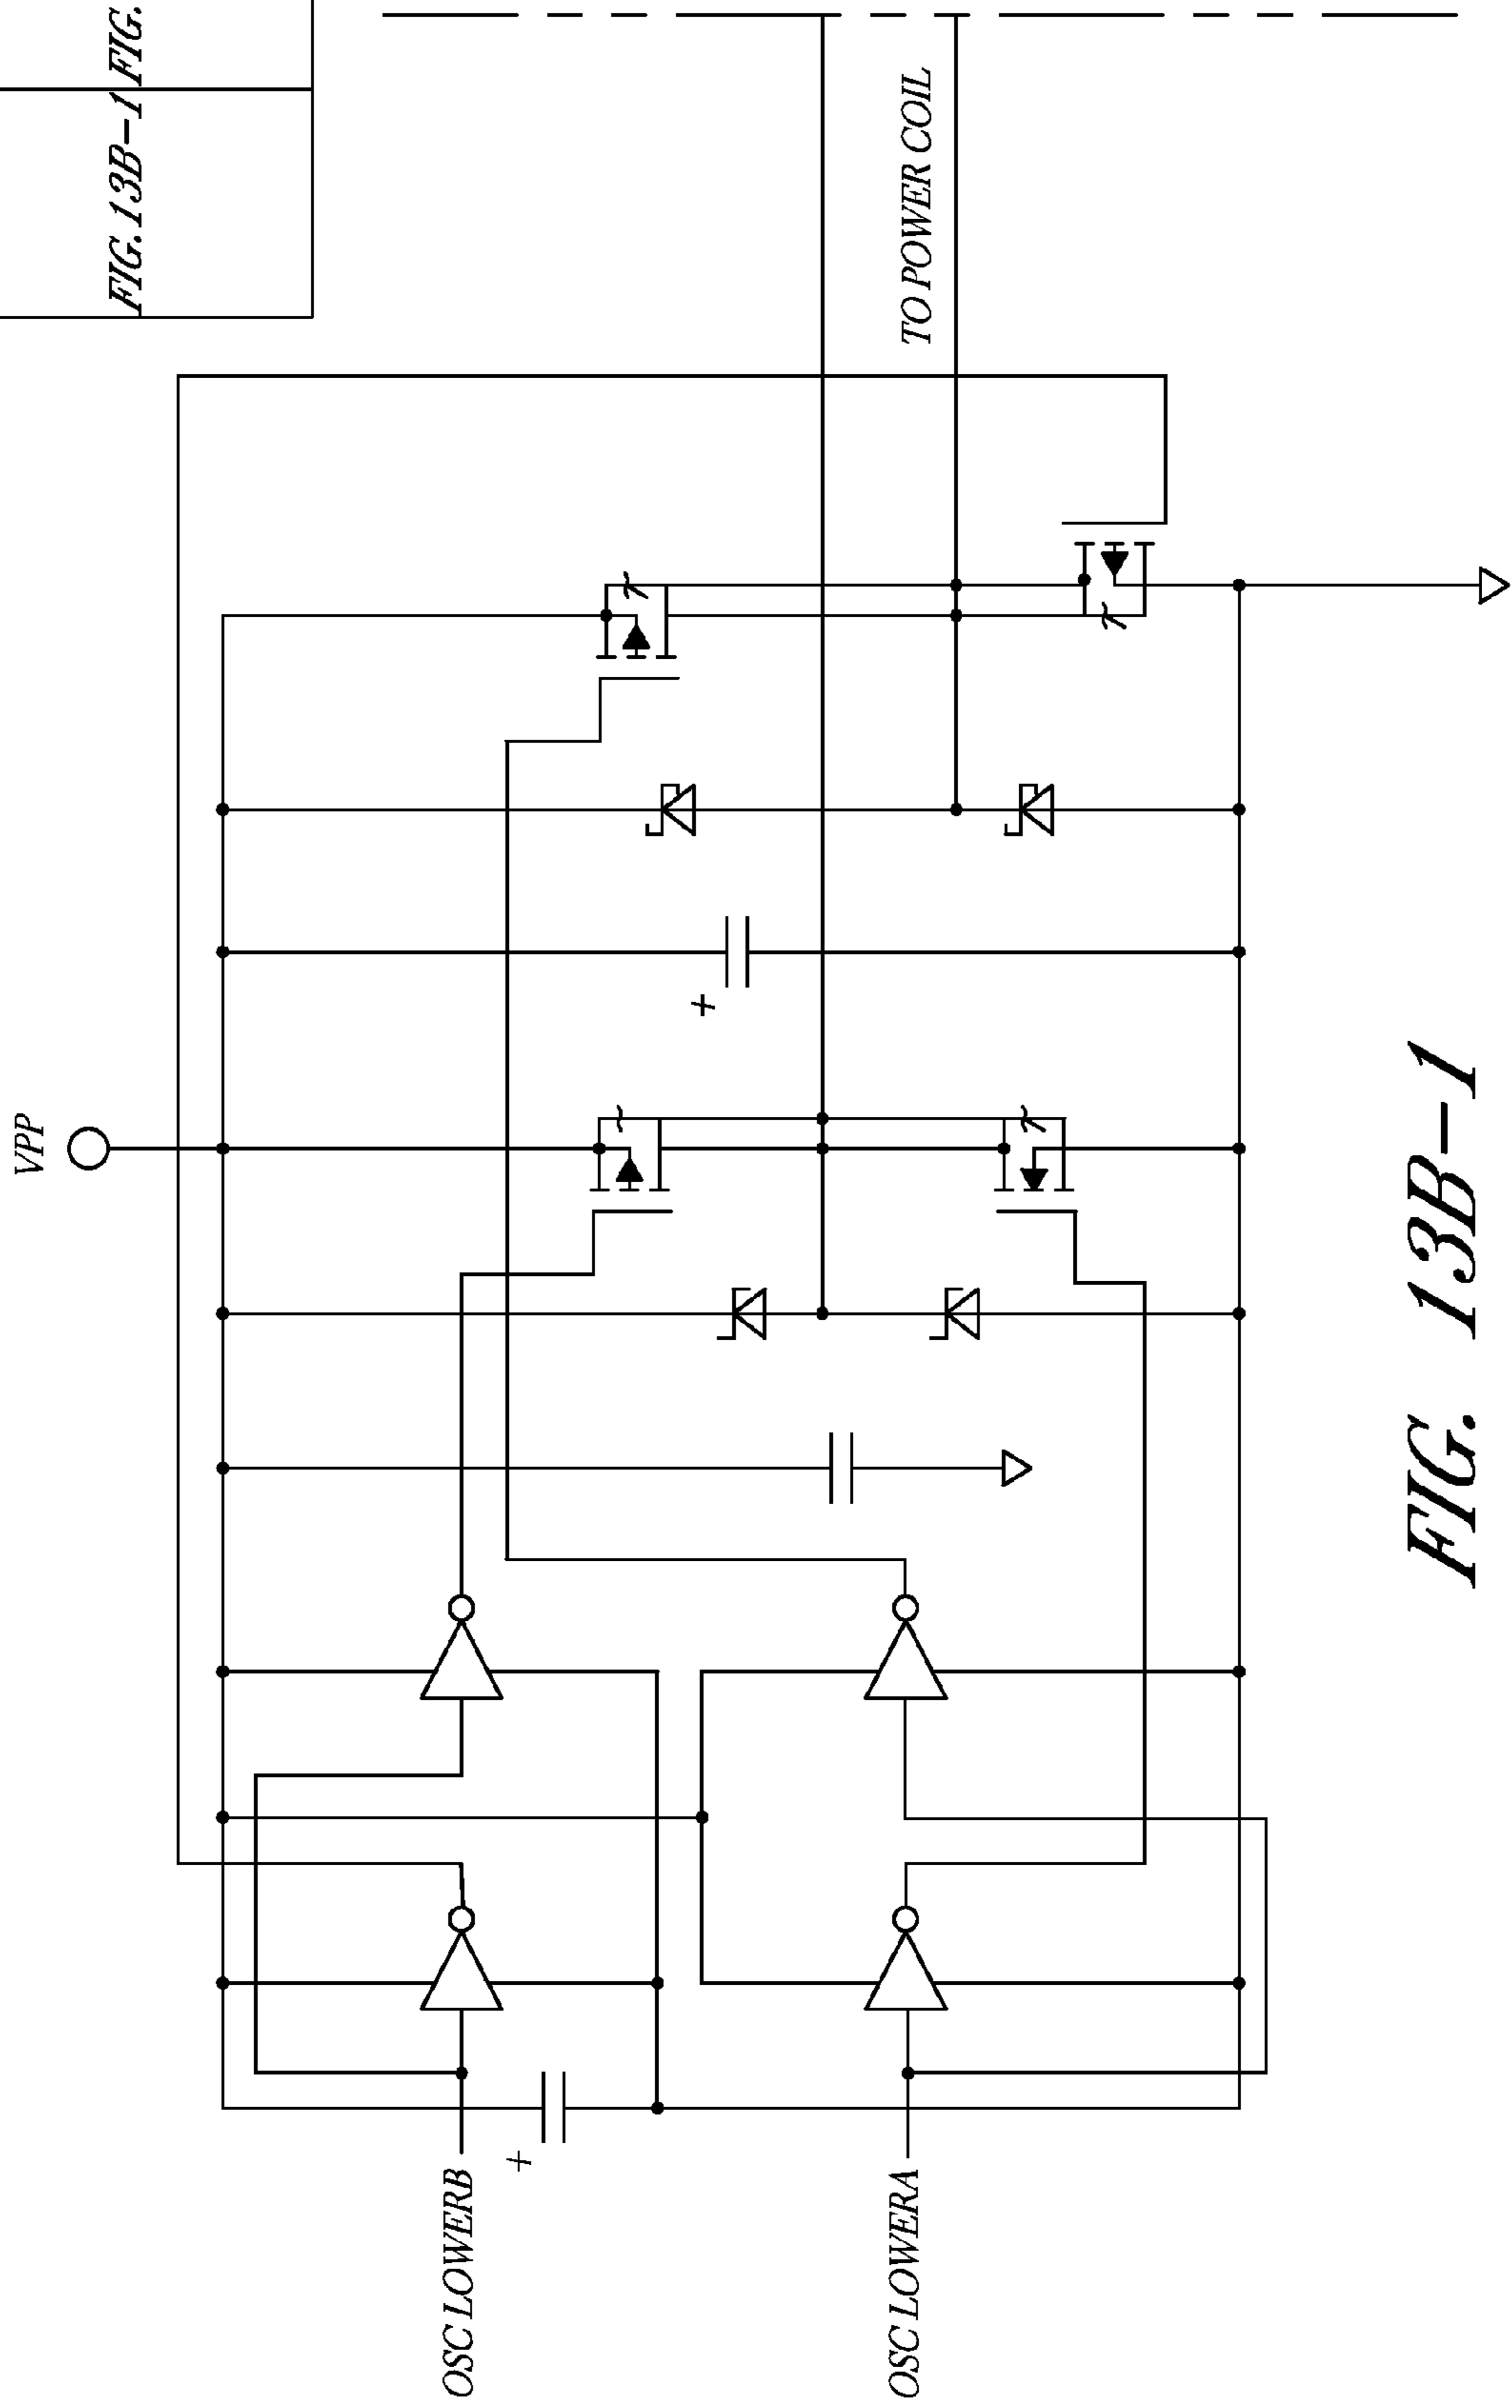 FIG. 13B-1 FIG.
VPP
TO POWER COIL
+
+
OSC LOWERB
OSC LOWERA
FIG. 13B-1